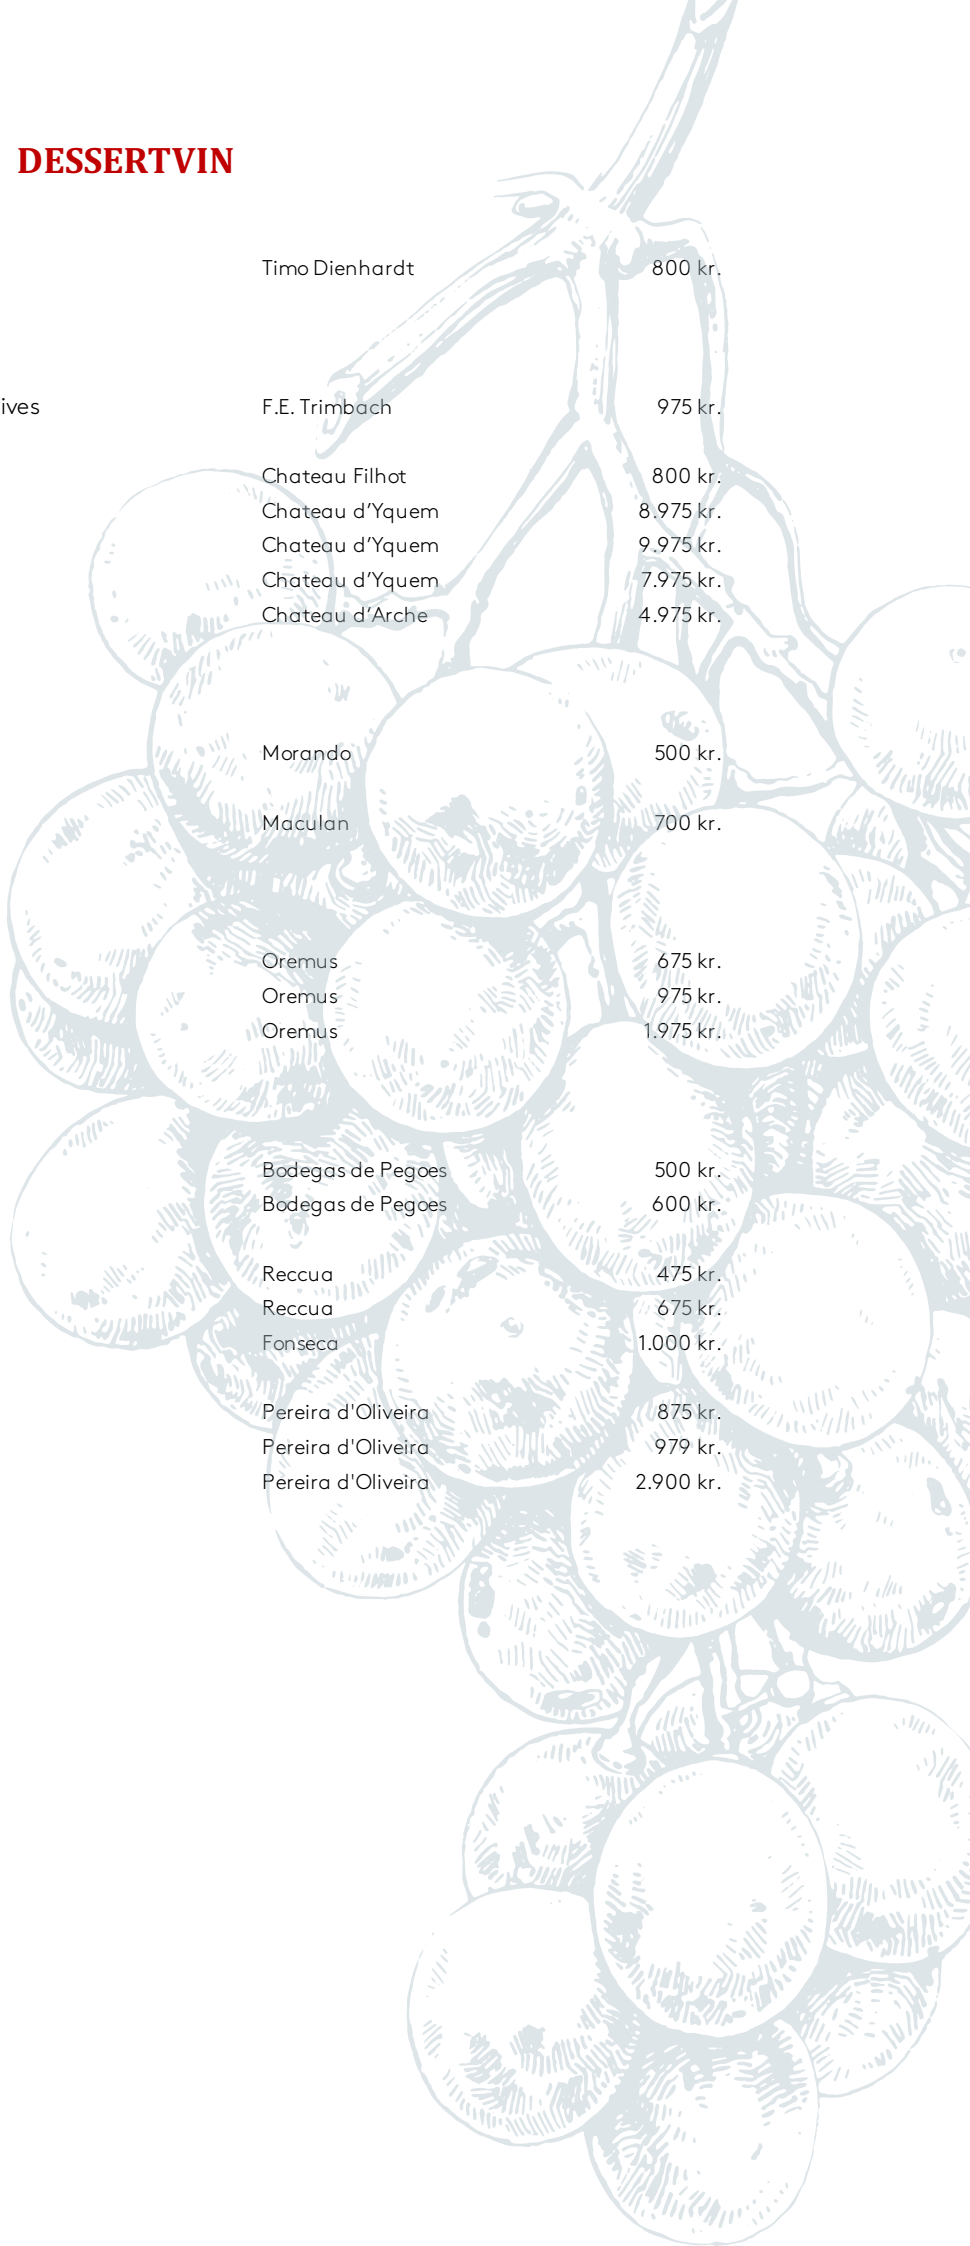 DESSERTVIN
Timo Dienhardt 800 kr.
ives F.E. Trimbach 975 kr.
Chateau Filhot 800 kr.
Chateau d’Yquem 8.975 kr.
Chateau d’Yquem 9.975 kr.
Chateau d’Yquem 7.975 kr.
Chateau d’Arche 4.975 kr.
Morando 500 kr.
Maculan 700 kr.
Oremus 675 kr.
Oremus 975 kr.
Oremus 1.975 kr.
Bodegas de Pegoes 500 kr.
Bodegas de Pegoes 600 kr.
Reccua 475 kr.
Reccua 675 kr.
Fonseca 1.000 kr.
Pereira d'Oliveira 875 kr.
Pereira d'Oliveira 979 kr.
Pereira d'Oliveira 2.900 kr.